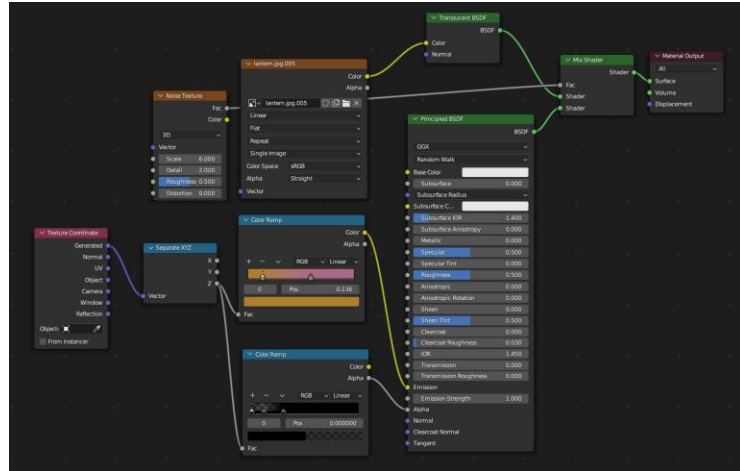 Translucent BSDF
BSDF
Color
Normal
lantern.jpg.005
Color
Alpha
lantern.jpg.005
Linear
Flat
Repeat
Single Image
Color Space sRGB
Alpha Straight
Vector
Noise Texture
Fac
Color
3D
Vector
Scale 6.000
Detail 2.000
Roughness 0.500
Distortion 0.000
Mix Shader
Shader
Fac
Shader
Shader
Material Output
All
Surface
Volume
Displacement
Principled BSDF
BSDF
GGX
Random Walk
Base Color
Subsurface 0.000
Subsurface Radius
Subsurface C...
Subsurface IOR 1.400
Subsurface Anisotropy 0.000
Metallic 0.000
Specular 0.500
Specular Tint 0.000
Roughness 0.500
Anisotropic 0.000
Anisotropic Rotation 0.000
Sheen 0.000
Sheen Tint 0.500
Clearcoat 0.000
Clearcoat Roughness 0.030
IOR 1.450
Transmission 0.000
Transmission Roughness 0.000
Emission
Emission Strength 1.000
Alpha
Normal
Clearcoat Normal
Tangent
Texture Coordinate
Generated
Normal
UV
Object
Camera
Window
Reflection
Object:
From Instancer
Separate XYZ
X
Y
Z
Vector
Color Ramp
Color
Alpha
RGB Linear
0 Pos 0.136
Fac
Color Ramp
Color
Alpha
RGB Linear
0 Pos 0.000000
Fac